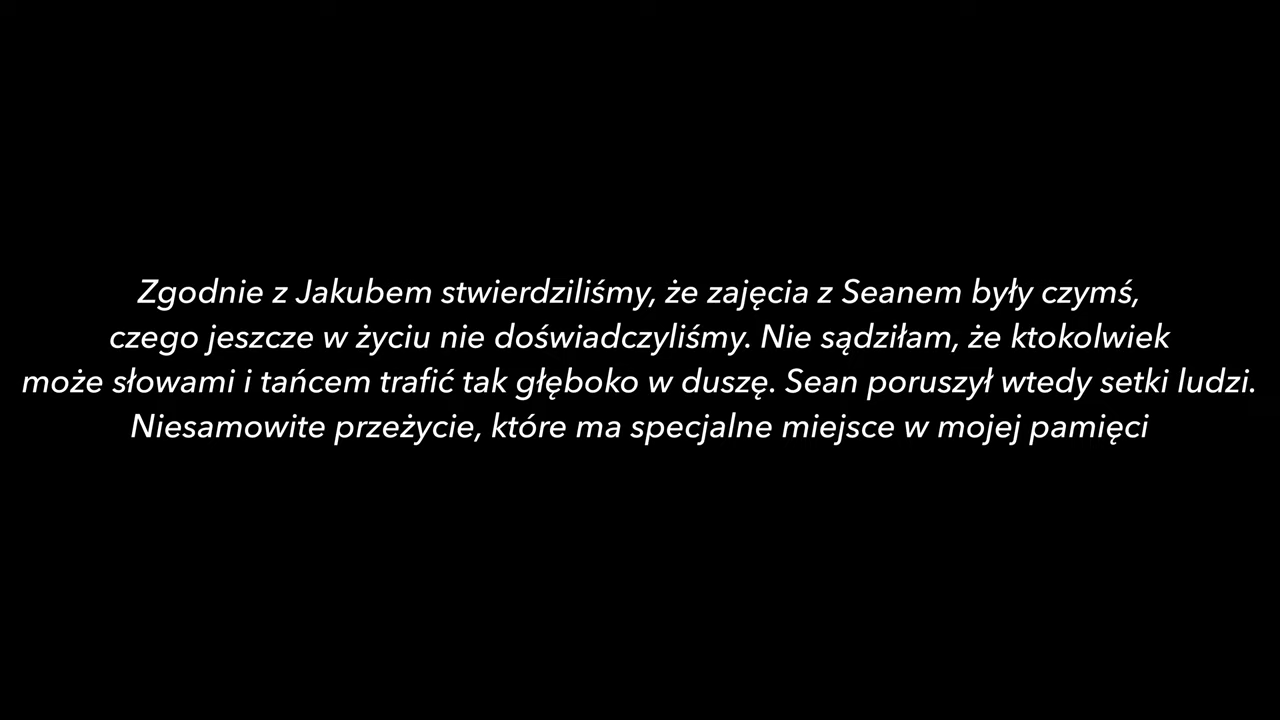 Zgodnie z Jakubem stwierdziliśmy, że zajęcia z Seanem były czymś,
czego jeszcze w życiu nie doświadczyliśmy. Nie sądziłam, że ktokolwiek
może słowami i tańcem trafić tak głęboko w duszę. Sean poruszył wtedy setki ludzi.
Niesamowite przeżycie, które ma specjalne miejsce w mojej pamięci